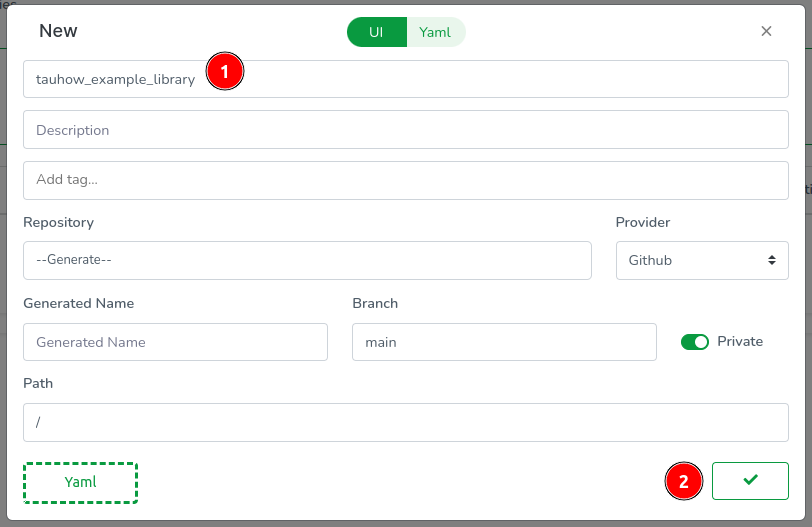 New
UI Yaml
tauhow_example_library
1
Description
Add tag...
Repository Provider
--Generate-- Github
Generated Name Branch
Generated Name main Private
Path
/
Yaml 2